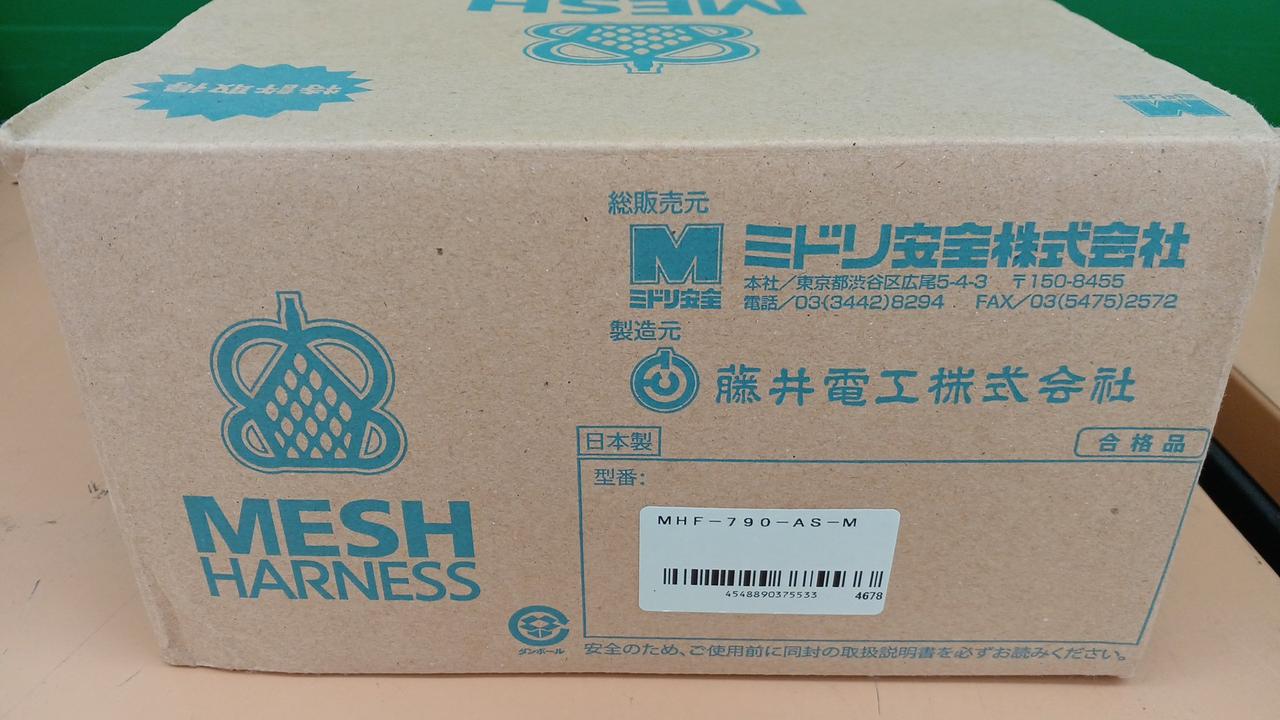 MESH
特許取得
M
総販売元
M
ミドリ安全
ミドリ安全株式会社
本社／東京都渋谷区広尾5-4-3 〒150-8455
電話／03(3442)8294 FAX／03(5475)2572
製造元
藤井電工株式会社
日本製
合格品
型番:
MHF-790-AS-M
4548890375533
4678
MESH
HARNESS
ダンボール
安全のため、ご使用前に同封の取扱説明書を必ずお読みください。